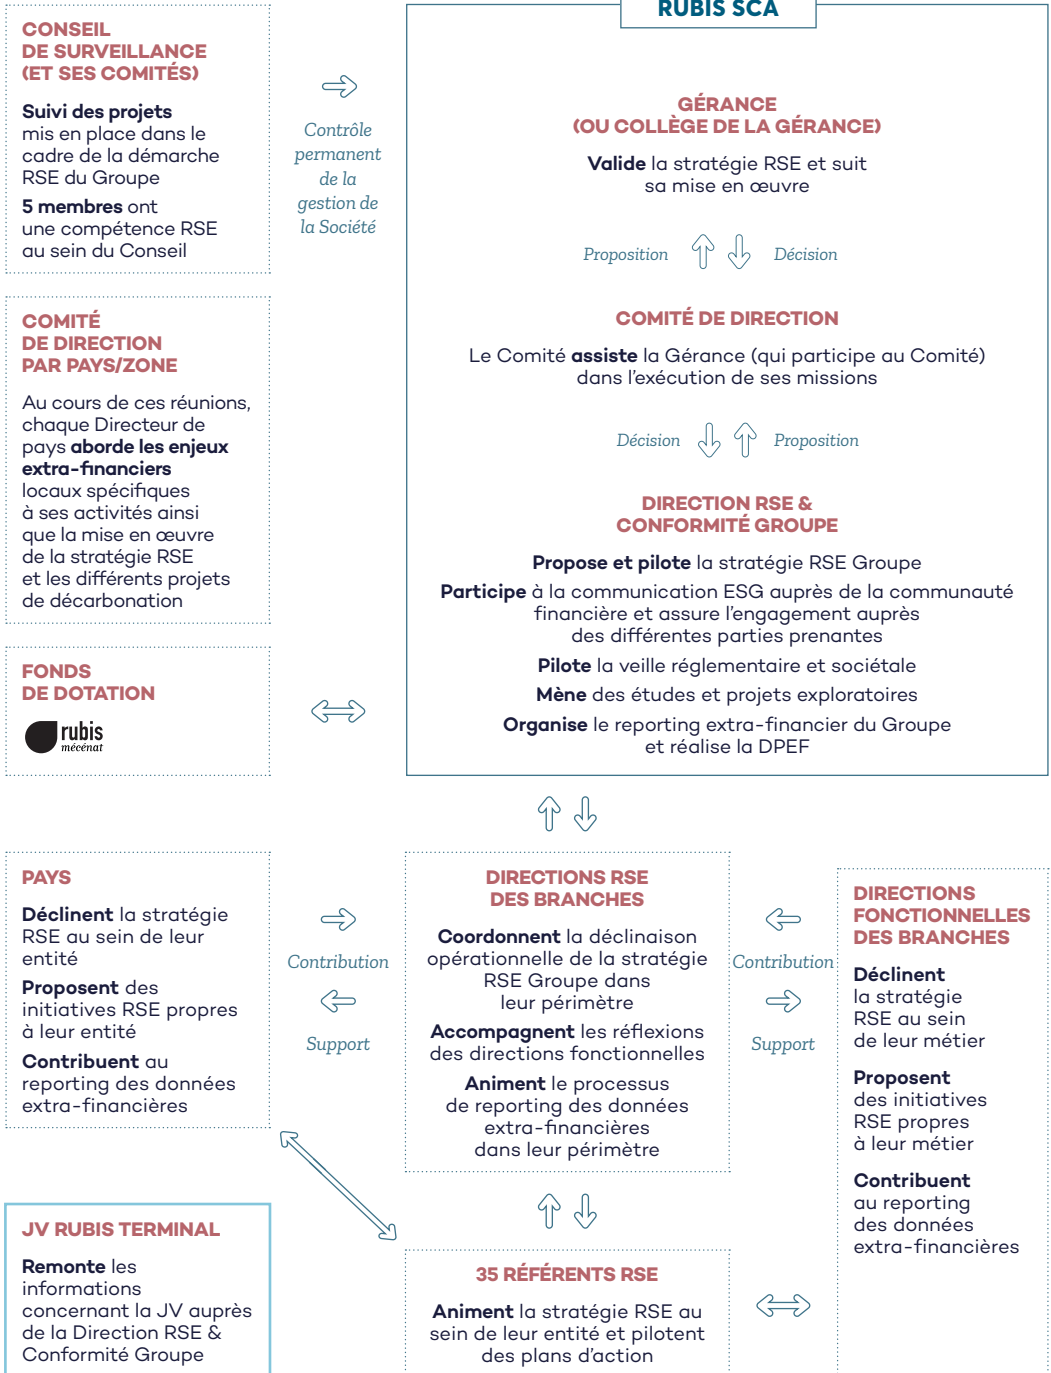 CONSEIL
DE SURVEILLANCE
(ET SES COMITÉS)
Suivi des projets
mis en place dans le
cadre de la démarche
RSE du Groupe
5 membres ont
une compétence RSE
au sein du Conseil
Contrôle
permanent
de la
gestion de
la Société
RUBIS SCA
GÉRANCE
(OU COLLÈGE DE LA GÉRANCE)
Valide la stratégie RSE et suit
sa mise en œuvre
Proposition
Décision
COMITÉ DE DIRECTION
Le Comité assiste la Gérance (qui participe au Comité)
dans l’exécution de ses missions
Décision
Proposition
DIRECTION RSE &
CONFORMITÉ GROUPE
Propose et pilote la stratégie RSE Groupe
Participe à la communication ESG auprès de la communauté
financière et assure l’engagement auprès
des différentes parties prenantes
Pilote la veille réglementaire et sociétale
Mène des études et projets exploratoires
Organise le reporting extra-financier du Groupe
et réalise la DPEF
COMITÉ
DE DIRECTION
PAR PAYS/ZONE
Au cours de ces réunions,
chaque Directeur de
pays aborde les enjeux
extra-financiers
locaux spécifiques
à ses activités ainsi
que la mise en œuvre
de la stratégie RSE
et les différents projets
de décarbonation
FONDS
DE DOTATION
rubis
mécénat
PAYS
Déclinent la stratégie
RSE au sein de leur
entité
Proposent des
initiatives RSE propres
à leur entité
Contribuent au
reporting des données
extra-financières
Contribution
Support
DIRECTIONS RSE
DES BRANCHES
Coordonnent la déclinaison
opérationnelle de la stratégie
RSE Groupe dans
leur périmètre
Accompagnent les réflexions
des directions fonctionnelles
Animent le processus
de reporting des données
extra-financières
dans leur périmètre
Contribution
Support
DIRECTIONS
FONCTIONNELLES
DES BRANCHES
Déclinent
la stratégie
RSE au sein
de leur métier
Proposent
des initiatives
RSE propres
à leur métier
Contribuent
au reporting
des données
extra-financières
JV RUBIS TERMINAL
Remonte les
informations
concernant la JV auprès
de la Direction RSE &
Conformité Groupe
35 RÉFÉRENTS RSE
Animent la stratégie RSE au
sein de leur entité et pilotent
des plans d’action